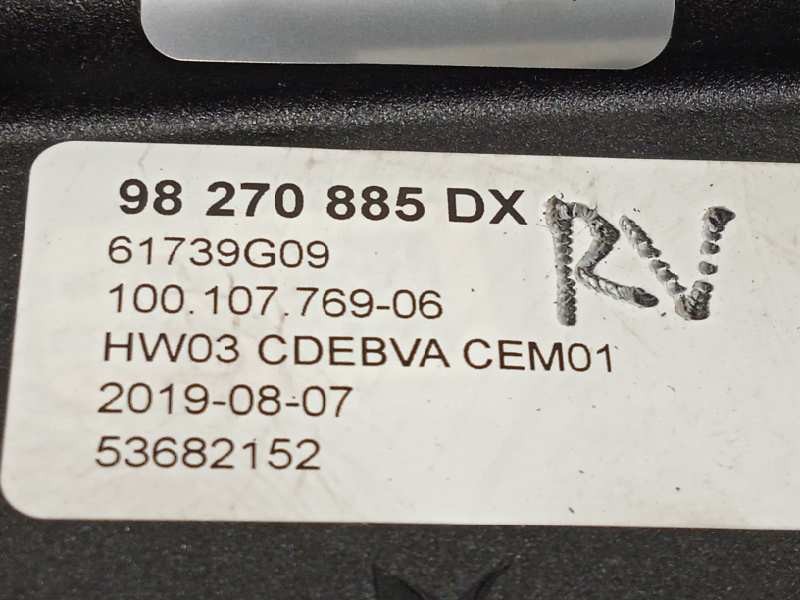 98 270 885 DX
RV
61739G09
100.107.769-06
HW03 CDEBVA CEM01
2019-08-07
53682152